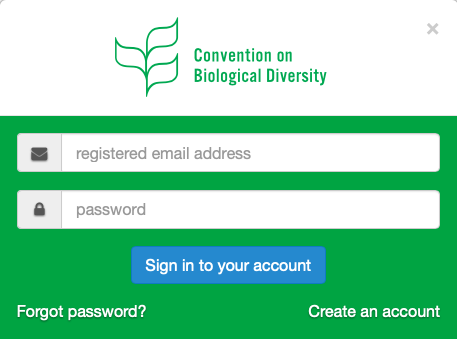 Convention on
Biological Diversity
×
registered email address
password
Sign in to your account
Forgot password?
Create an account